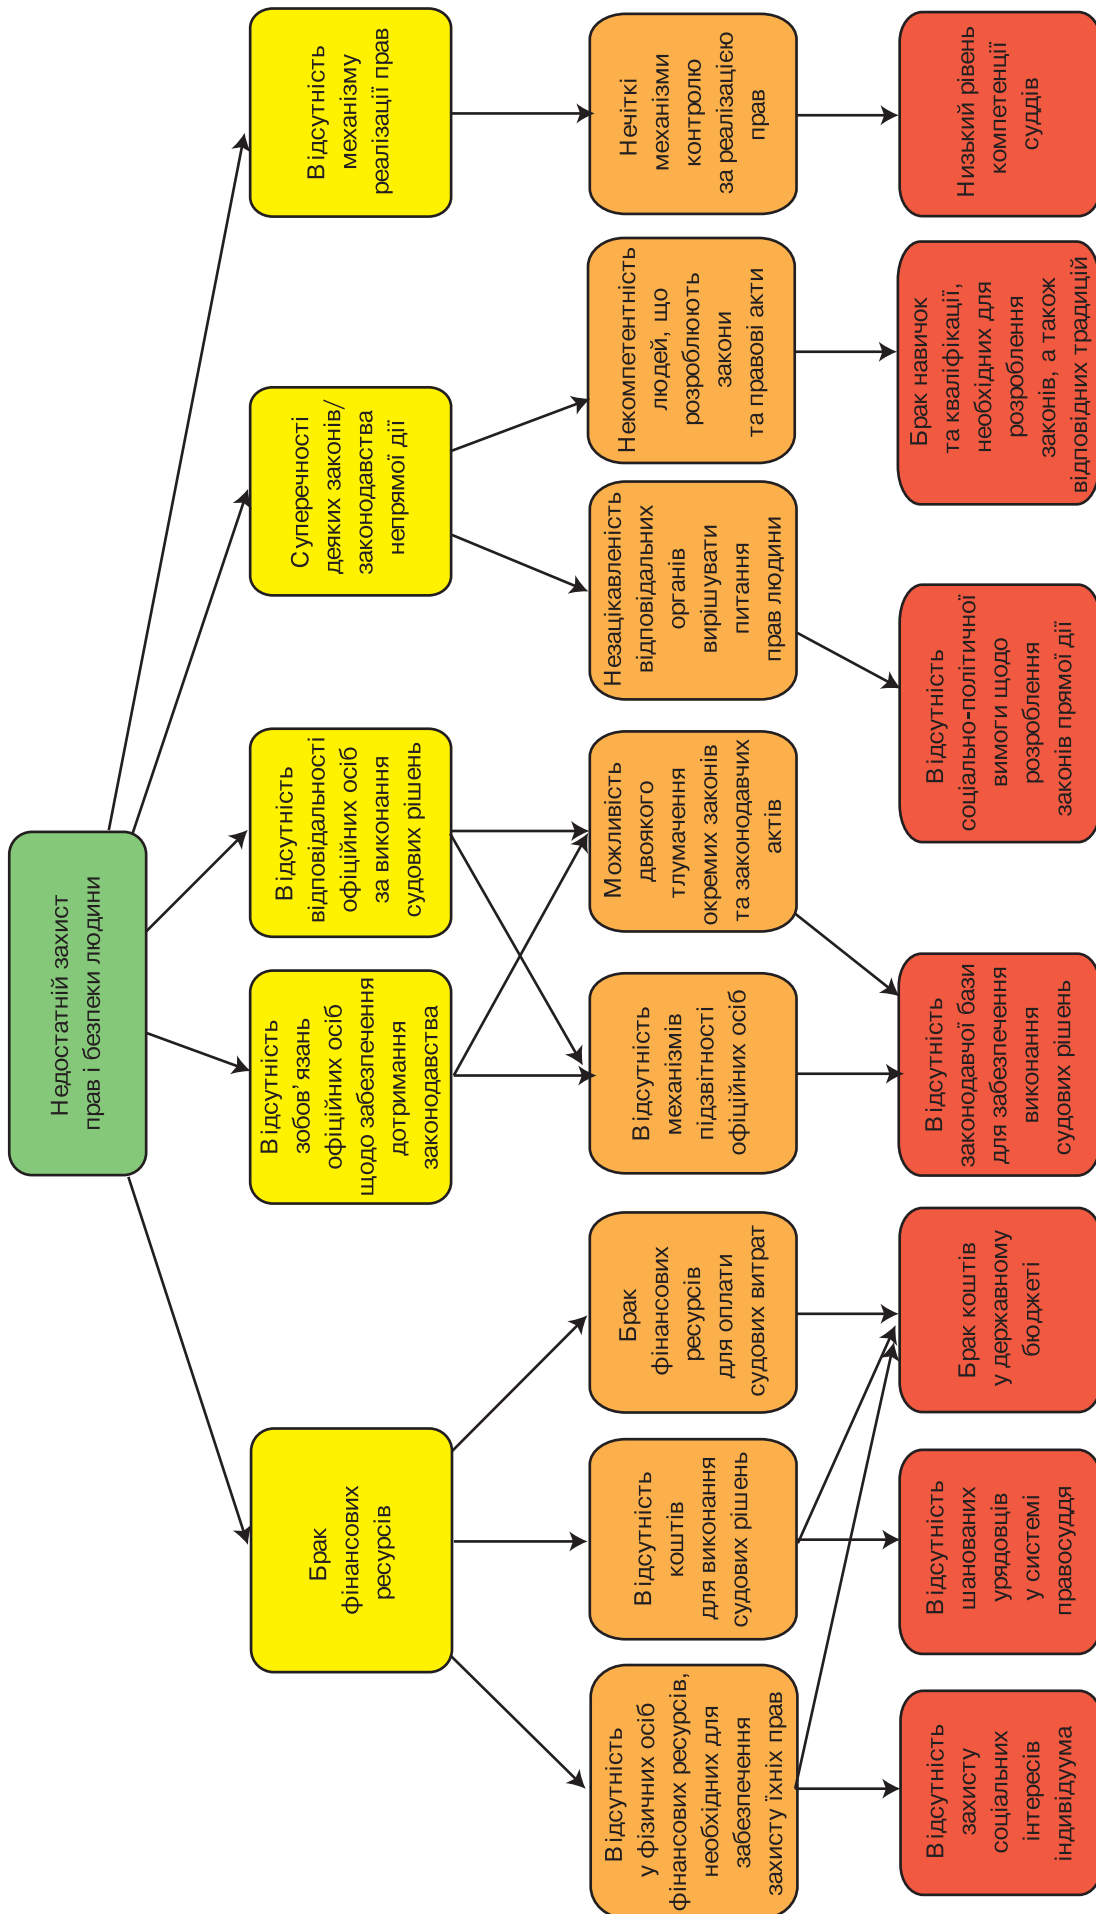 Недостатній захист
прав і безпеки людини
Брак
фінансових
ресурсів
Відсутність
зобов’язань
офіційних осіб
щодо забезпечення
дотримання
законодавства
Відсутність
відповідальності
офіційних осіб
за виконання
судових рішень
Суперечності
деяких законів/
законодавства
непрямої дії
Відсутність
механізму
реалізації прав
Відсутність
у фізичних осіб
фінансових ресурсів,
необхідних для
забезпечення
захисту їхніх прав
Відсутність
коштів
для виконання
судових рішень
Брак
фінансових
ресурсів
для оплати
судових витрат
Відсутність
механізмів
підзвітності
офіційних осіб
Можливість
двоякого
тлумачення
окремих законів
та законодавчих
актів
Незацікавленість
відповідальних
органів
вирішувати
питання
прав людини
Некомпетентність
людей, що
розроблюють
закони
та правові акти
Нечіткі
механізми
контролю
за реалізацією
прав
Відсутність
захисту
соціальних
інтересів
індивідуума
Відсутність
шанованих
урядовців
у системі
правосуддя
Брак коштів
у державному
бюджеті
Відсутність
законодавчої бази
для забезпечення
виконання
судових рішень
Відсутність
соціально-політичної
вимоги щодо
розроблення
законів прямої дії
Брак навичок
та кваліфікації,
необхідних для
розроблення
законів, а також
відповідних традицій
Низький рівень
компетенції
суддів